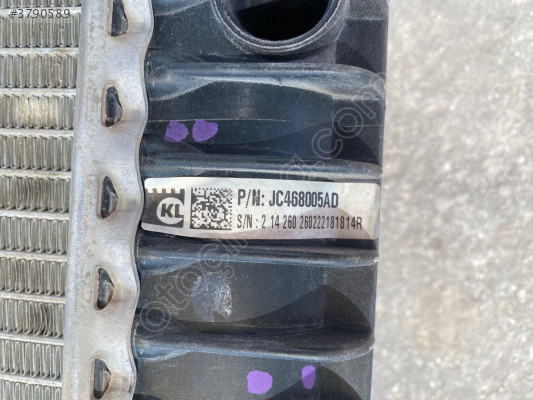 #3790589
P/N: JC468005AD
KL
S/N : 2 14 260 260222181814R